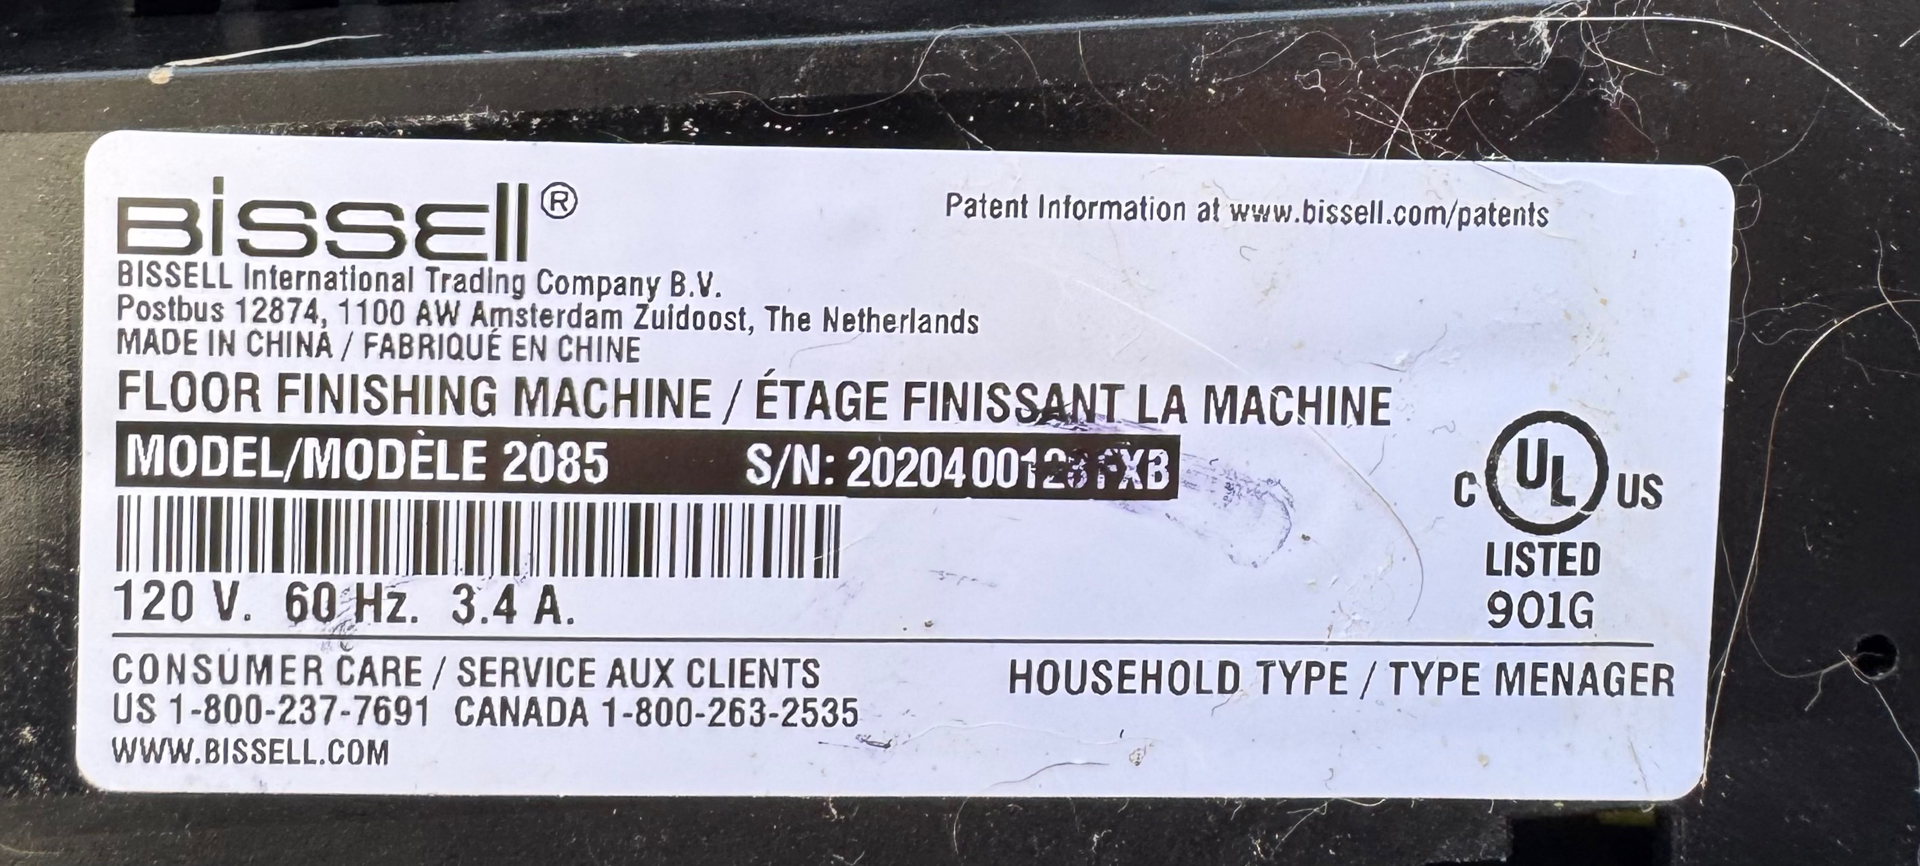 BISSELL®
Patent Information at www.bissell.com/patents
BISSELL International Trading Company B.V.
Postbus 12874, 1100 AW Amsterdam Zuidoost, The Netherlands
MADE IN CHINA / FABRIQUÉ EN CHINE
FLOOR FINISHING MACHINE / ÉTAGE FINISSANT LA MACHINE
MODEL/MODÈLE 2085 S/N:
120 V. 60 Hz. 3.4 A.
C UL US
LISTED
901G
CONSUMER CARE / SERVICE AUX CLIENTS
US 1-800-237-7691 CANADA 1-800-263-2535
WWW.BISSELL.COM
HOUSEHOLD TYPE / TYPE MENAGER